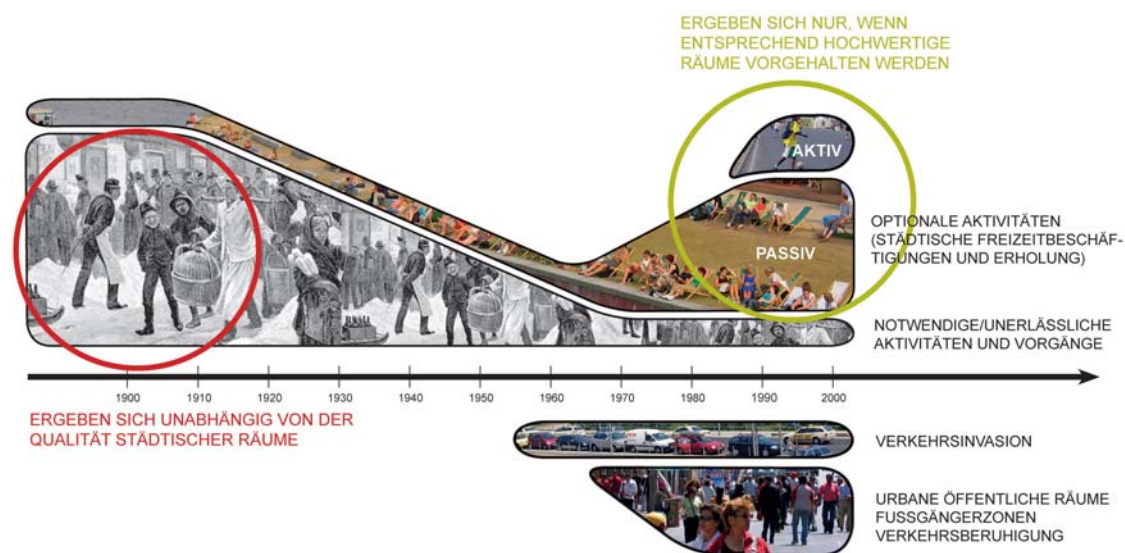 ERGEBEN SICH NUR, WENN
ENTSPRECHEND HOCHWERTIGE
RÄUME VORGEHALTEN WERDEN
AKTIV
PASSIV
OPTIONALE AKTIVITÄTEN
(STÄDTISCHE FREIZEITBESCHÄF-
TIGUNGEN UND ERHOLUNG)
NOTWENDIGE/UNERLÄSSLICHE
AKTIVITÄTEN UND VORGÄNGE
1900 1910 1920 1930 1940 1950 1960 1970 1980 1990 2000
ERGEBEN SICH UNABHÄNGIG VON DER
QUALITÄT STÄDTISCHER RÄUME
VERKEHRSINVASION
URBANE ÖFFENTLICHE RÄUME
FUSSGÄNGERZONEN
VERKEHRSBERUHIGUNG